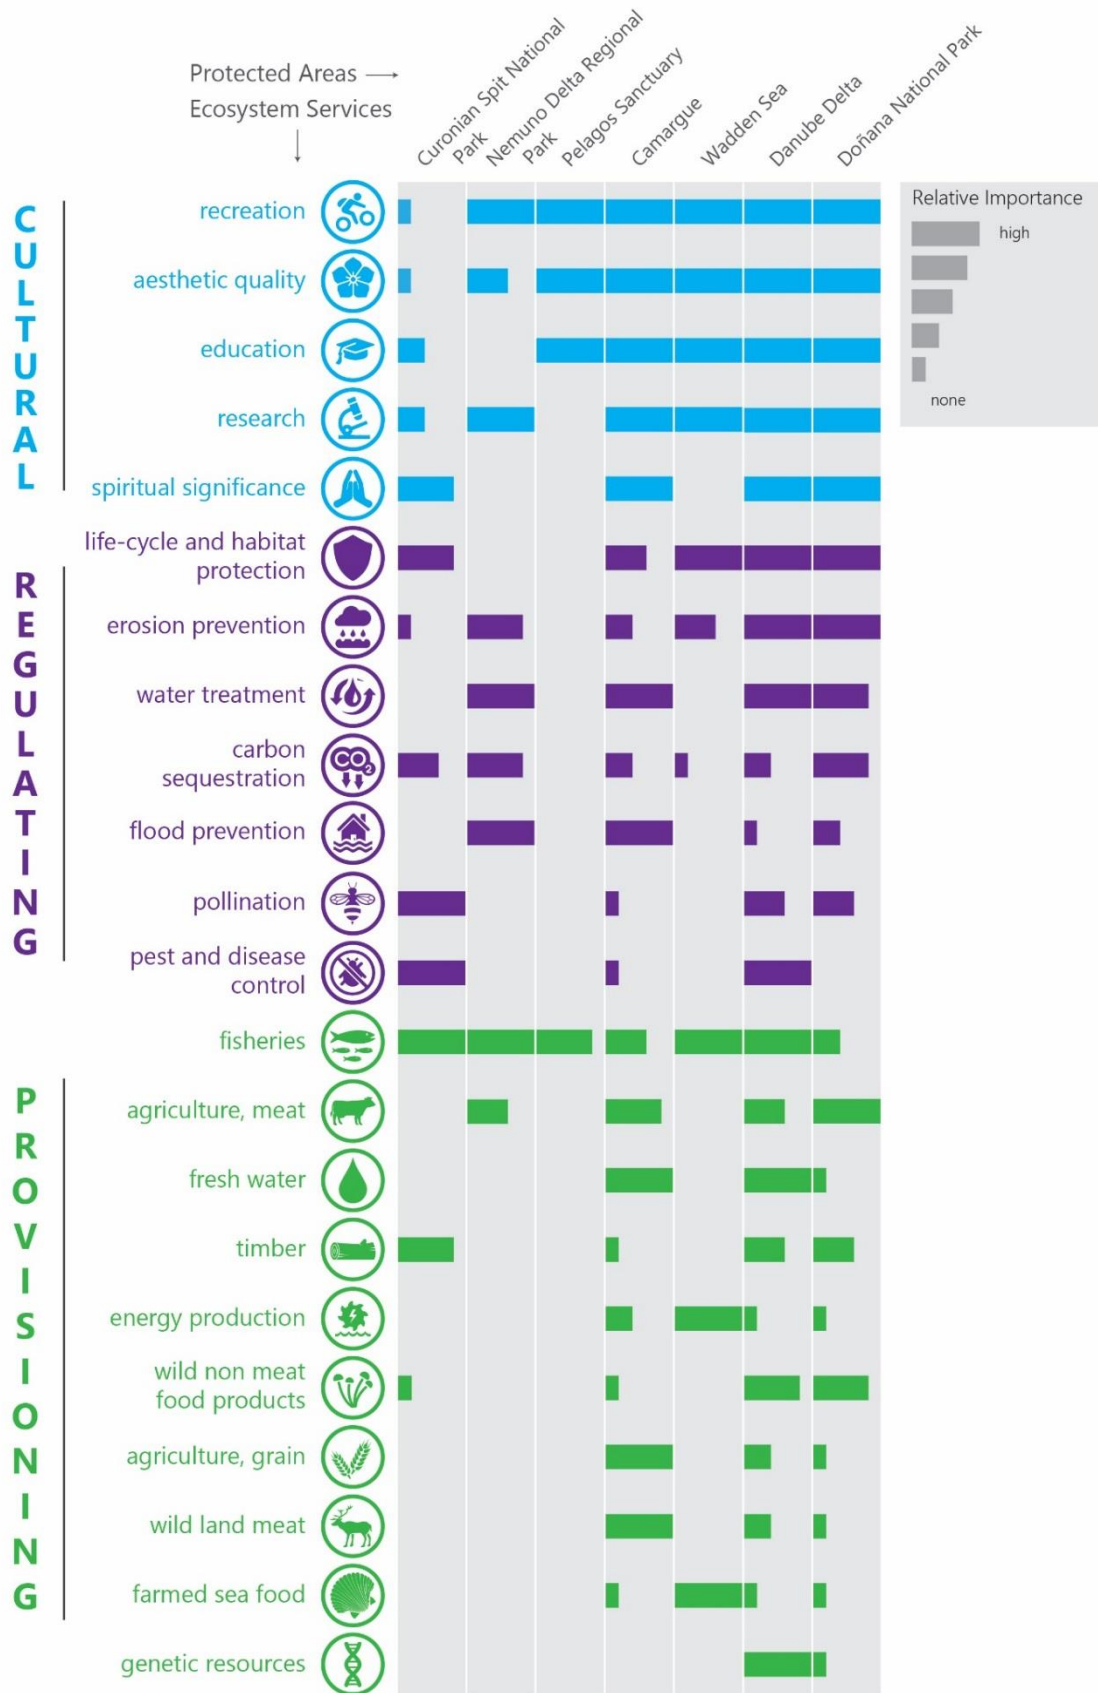 Protected Areas
Ecosystem Services
Curonian Spit National
Park
Nemuno Delta Regional
Park
Pelagos Sanctuary
Camargue
Wadden Sea
Danube Delta
Doñana National Park
Relative Importance
high
none
CULTURAL
recreation
aesthetic quality
education
research
spiritual significance
REGULATING
life-cycle and habitat
protection
erosion prevention
water treatment
carbon
sequestration
CO2
flood prevention
pollination
pest and disease
control
PROVISIONING
fisheries
agriculture, meat
fresh water
timber
energy production
wild non meat
food products
agriculture, grain
wild land meat
farmed sea food
genetic resources